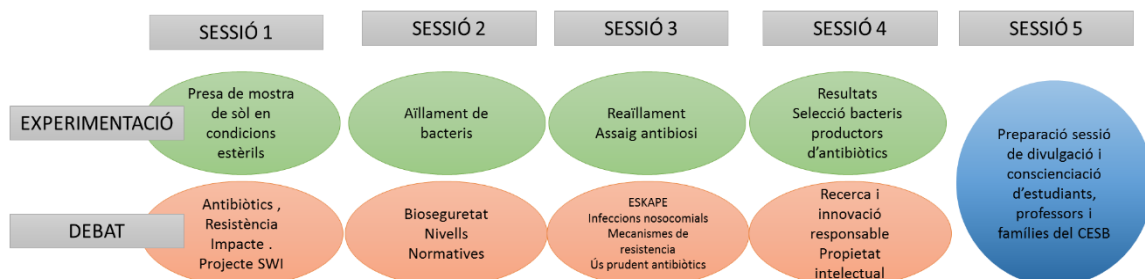 SESSIÓ 1
SESSIÓ 2
SESSIÓ 3
SESSIÓ 4
SESSIÓ 5
EXPERIMENTACIÓ
Presa de mostra
de sòl en
condicions
estèrils
Aïllament de
bacteris
Reaïllament
Assaig antibiosi
Resultats
Selecció bacteris
productors
d'antibiòtics
Preparació sessió
de divulgació i
conscienciació
d'estudiants,
professors i
famílies del CESB
DEBAT
Antibiòtics ,
Resistència
Impacte .
Projecte SWI
Bioseguretat
Nivells
Normatives
ESKAPE
Infeccions nosocomials
Mecanismes de
resistencia
Ús prudent antibiòtics
Recerca i
innovació
responsable
Propietat
intelectual